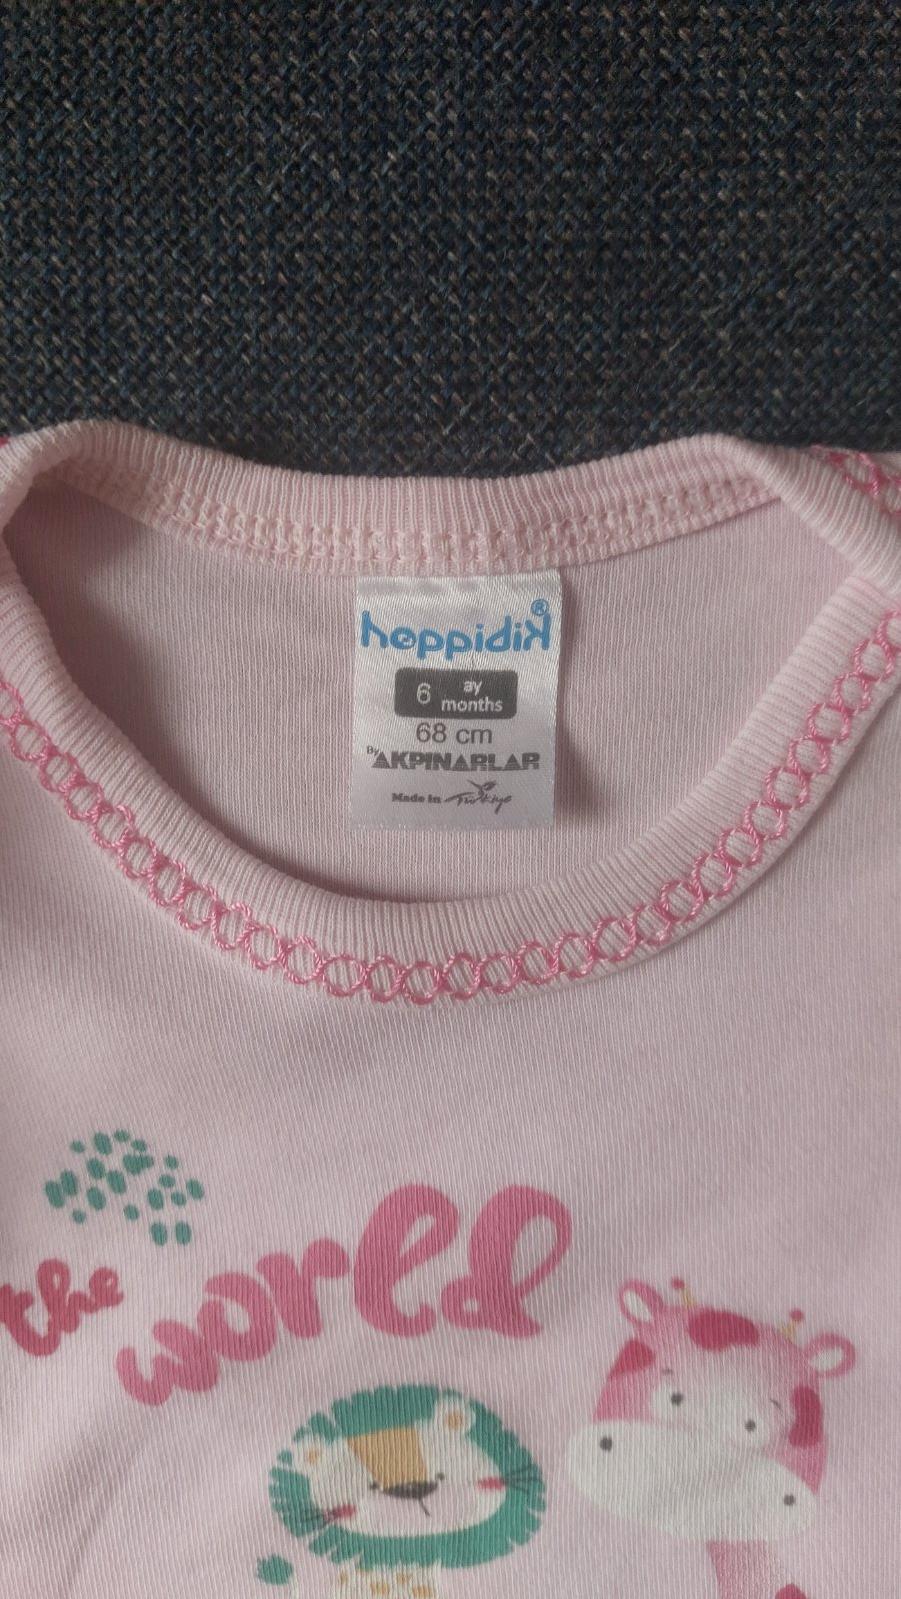 hoppidik®
6 ay
months
68 cm
By AKPINARLAR
Made in Türkiye
the world